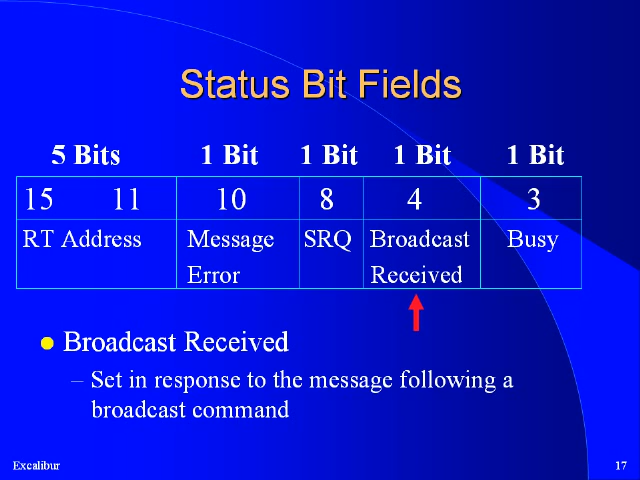 Status Bit Fields
5 Bits 1 Bit 1 Bit 1 Bit 1 Bit
15 11 10 8 4 3
RT Address Message SRQ Broadcast Busy
Error Received
Broadcast Received
– Set in response to the message following a
broadcast command
Excalibur 17